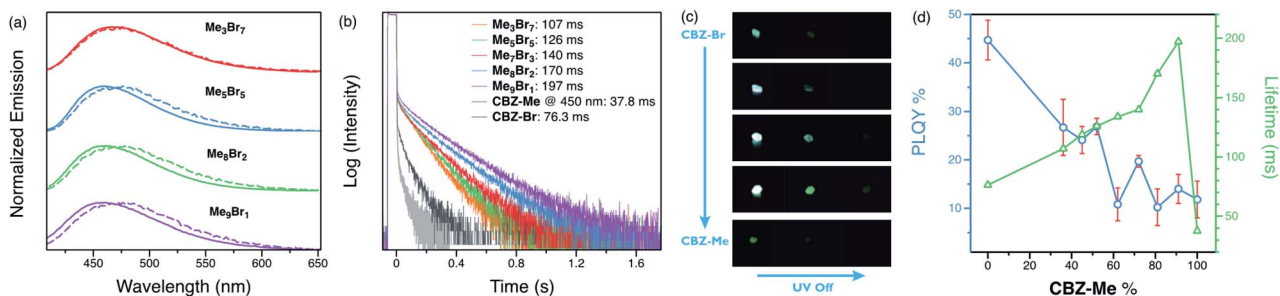 (a)
Normalized Emission
Me3Br7
Me5Br5
Me8Br2
Me9Br1
450 500 550 600 650
Wavelength (nm)
(b)
Log (Intensity)
Me3Br7: 107 ms
Me5Br5: 126 ms
Me7Br3: 140 ms
Me8Br2: 170 ms
Me9Br1: 197 ms
CBZ-Me @ 450 nm: 37.8 ms
CBZ-Br: 76.3 ms
0 0.4 0.8 1.2 1.6
Time (s)
(c)
CBZ-Br
CBZ-Me
UV Off
(d)
PLQY %
50
40
30
20
10
0 20 40 60 80 100
CBZ-Me %
200
150
100
50
Lifetime (ms)